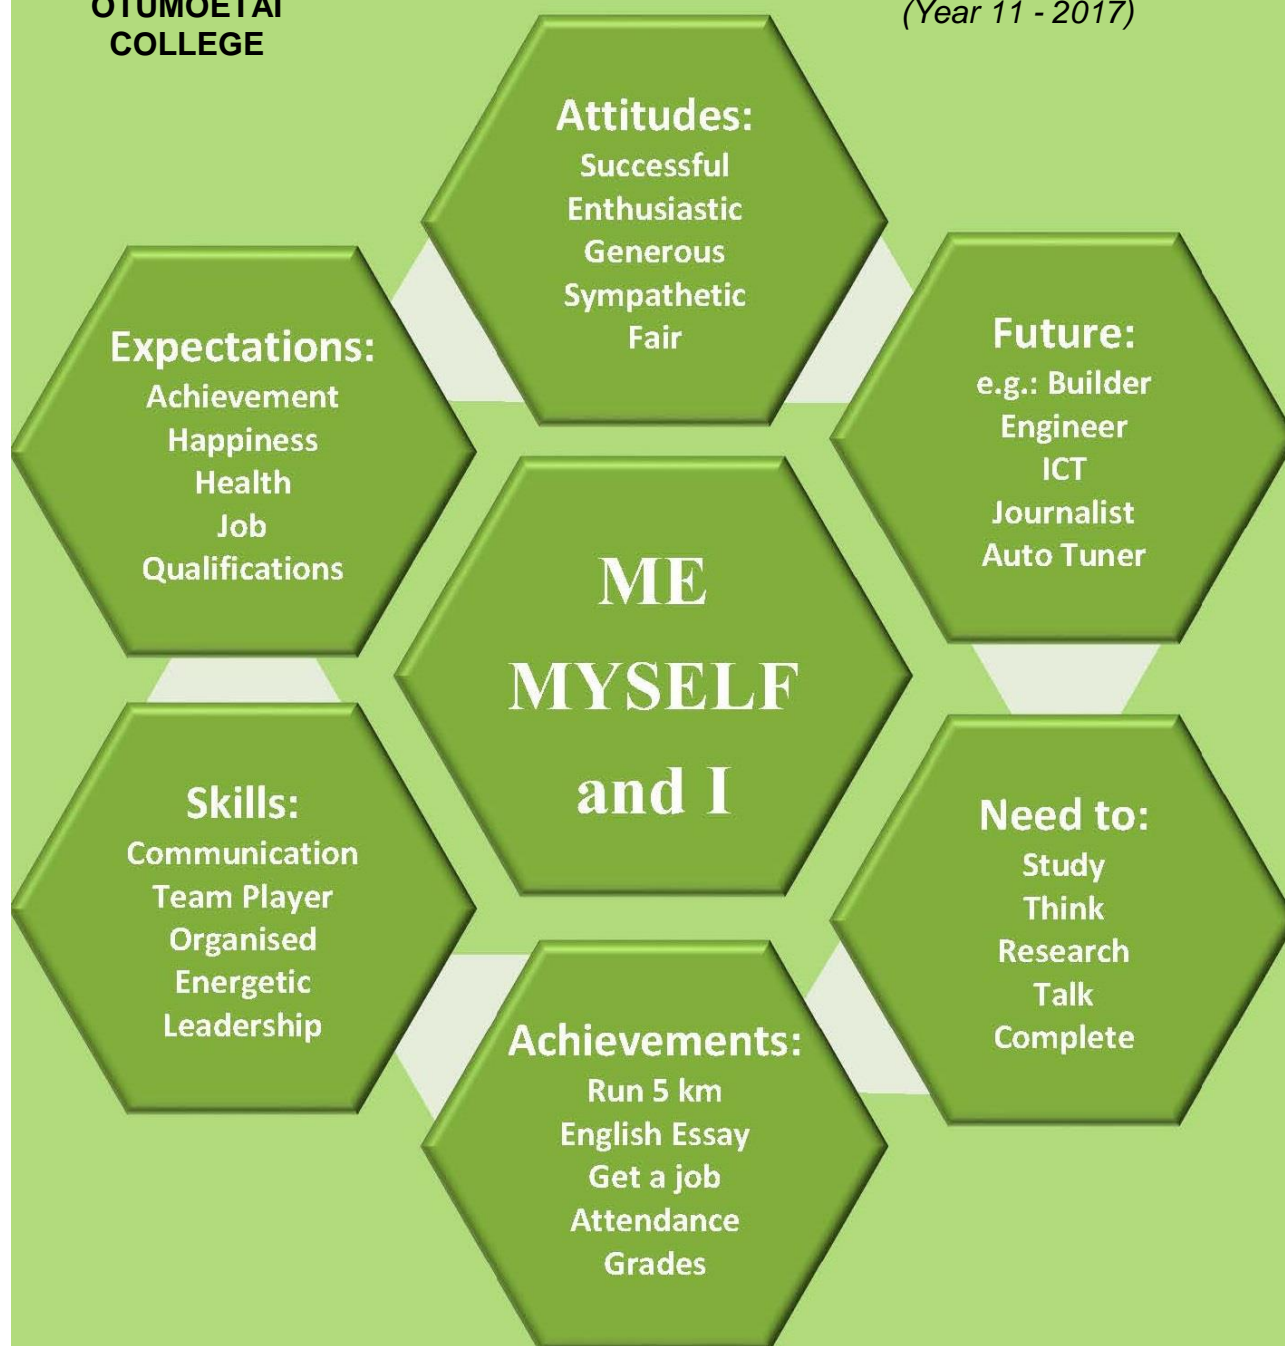 OTUMOETAI
COLLEGE
(Year 11 - 2017)
Attitudes:
Successful
Enthusiastic
Generous
Sympathetic
Fair
Expectations:
Achievement
Happiness
Health
Job
Qualifications
Future:
e.g.: Builder
Engineer
ICT
Journalist
Auto Tuner
ME
MYSELF
and I
Skills:
Communication
Team Player
Organised
Energetic
Leadership
Need to:
Study
Think
Research
Talk
Complete
Achievements:
Run 5 km
English Essay
Get a job
Attendance
Grades